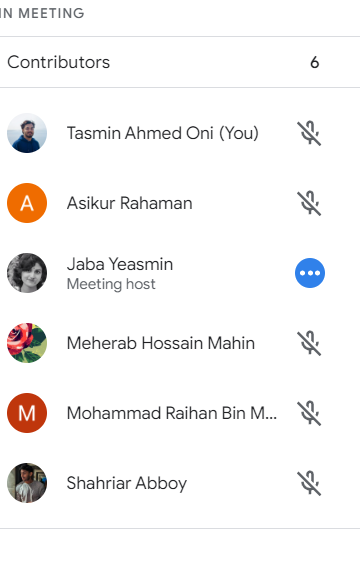 IN MEETING
Contributors 6
Tasmin Ahmed Oni (You)
A Asikur Rahaman
Jaba Yeasmin
Meeting host
Meherab Hossain Mahin
M Mohammad Raihan Bin M...
Shahriar Abboy